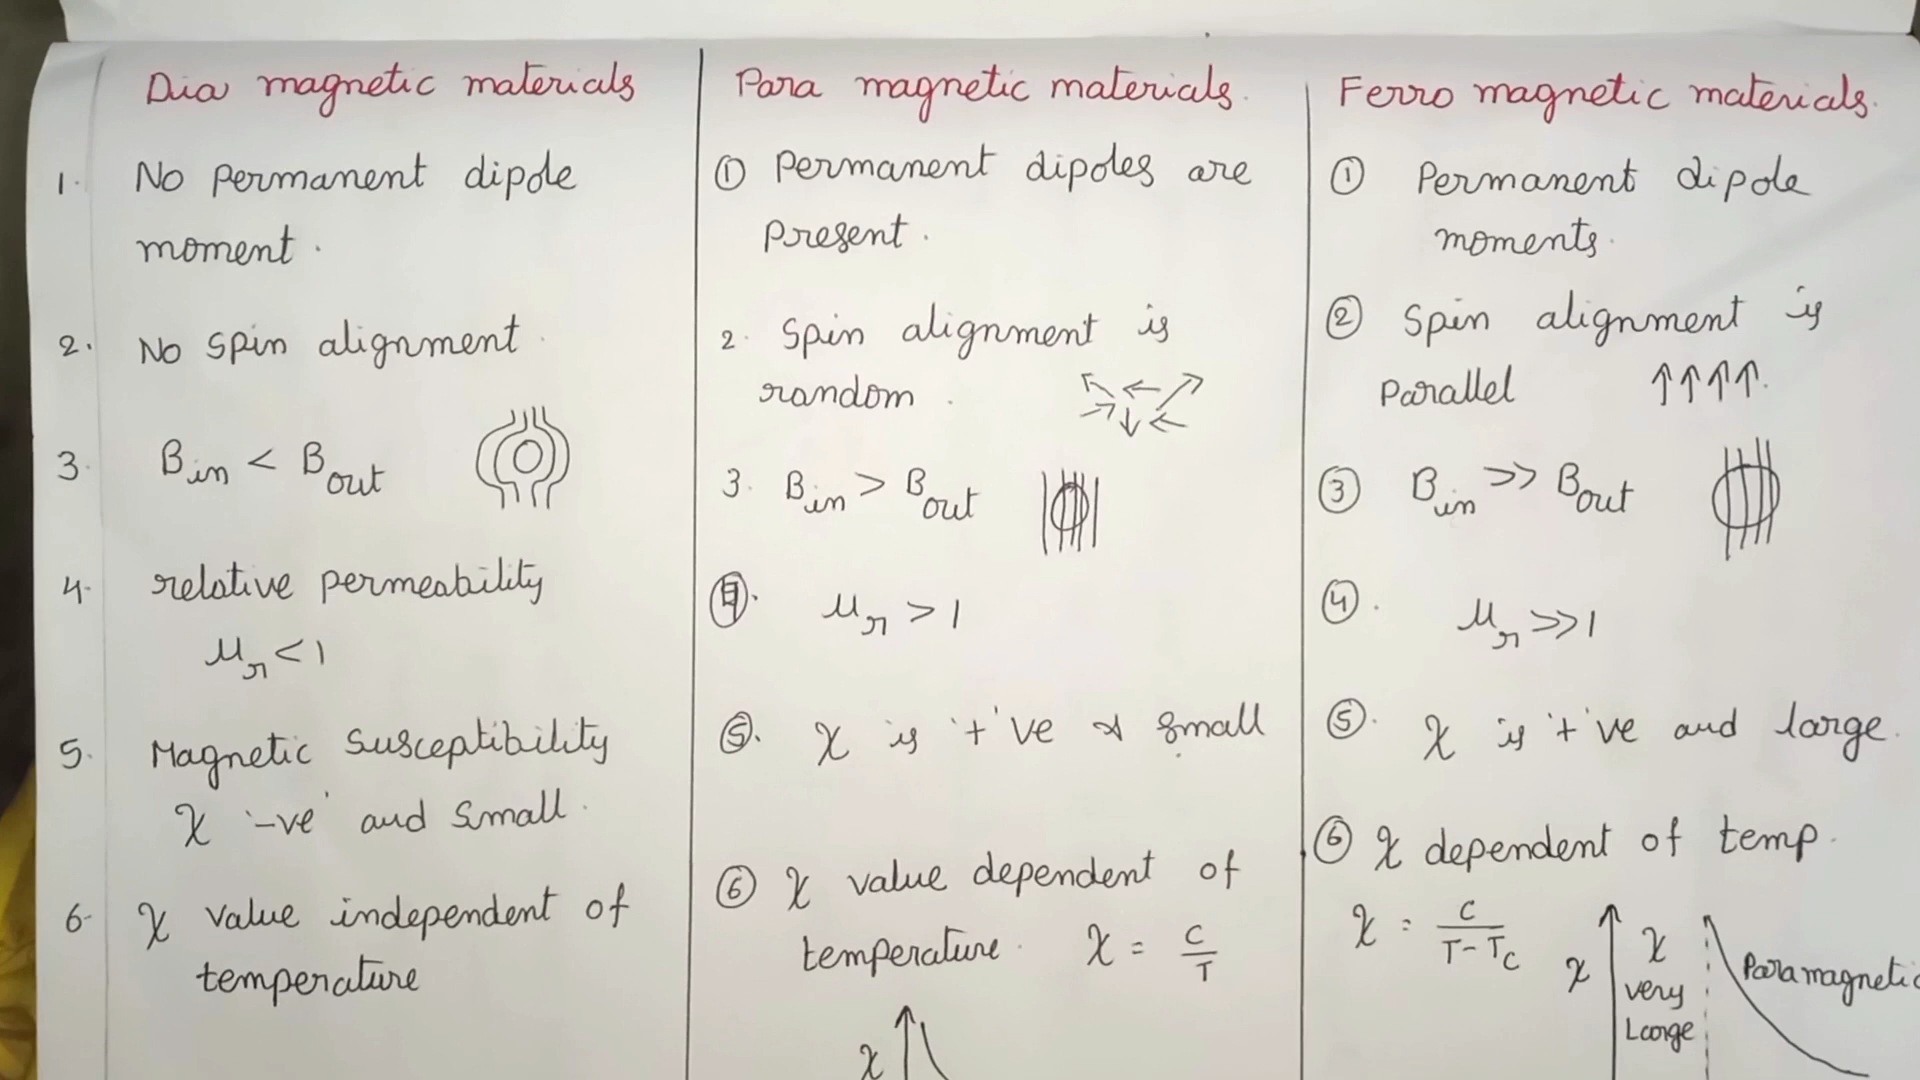 Dia magnetic materials
1. No permanent dipole
moment.
2. No spin alignment
3. Bin < Bout
4. relative permeability
μr < 1
5. Magnetic Susceptibility
χ '-ve' and small.
6. χ value independent of
temperature
Para magnetic materials.
① Permanent dipoles are
present.
2. Spin alignment is
random.
3. Bin > Bout
④. μr > 1
⑤. χ is '+'ve & small
⑥ χ value dependent of
temperature. χ = C/T
χ
Ferro magnetic materials.
① Permanent dipole
moments.
② Spin alignment is
Parallel ↑↑↑↑.
③ Bin >> Bout
④. μr >> 1
⑤. χ is '+'ve and large.
⑥ χ dependent of temp.
χ = C/T-Tc
χ
χ
very
Large
Paramagnetic